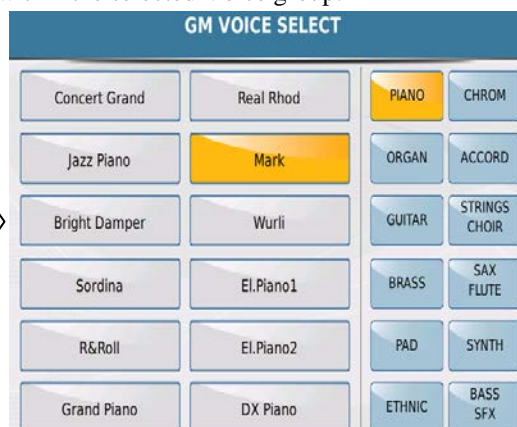 GM VOICE SELECT
Concert Grand
Real Rhod
PIANO
CHROM
Jazz Piano
Mark
ORGAN
ACCORD
Bright Damper
Wurli
GUITAR
STRINGS
CHOIR
Sordina
El.Piano1
BRASS
SAX
FLUTE
R&Roll
El.Piano2
PAD
SYNTH
Grand Piano
DX Piano
ETHNIC
BASS
SFX